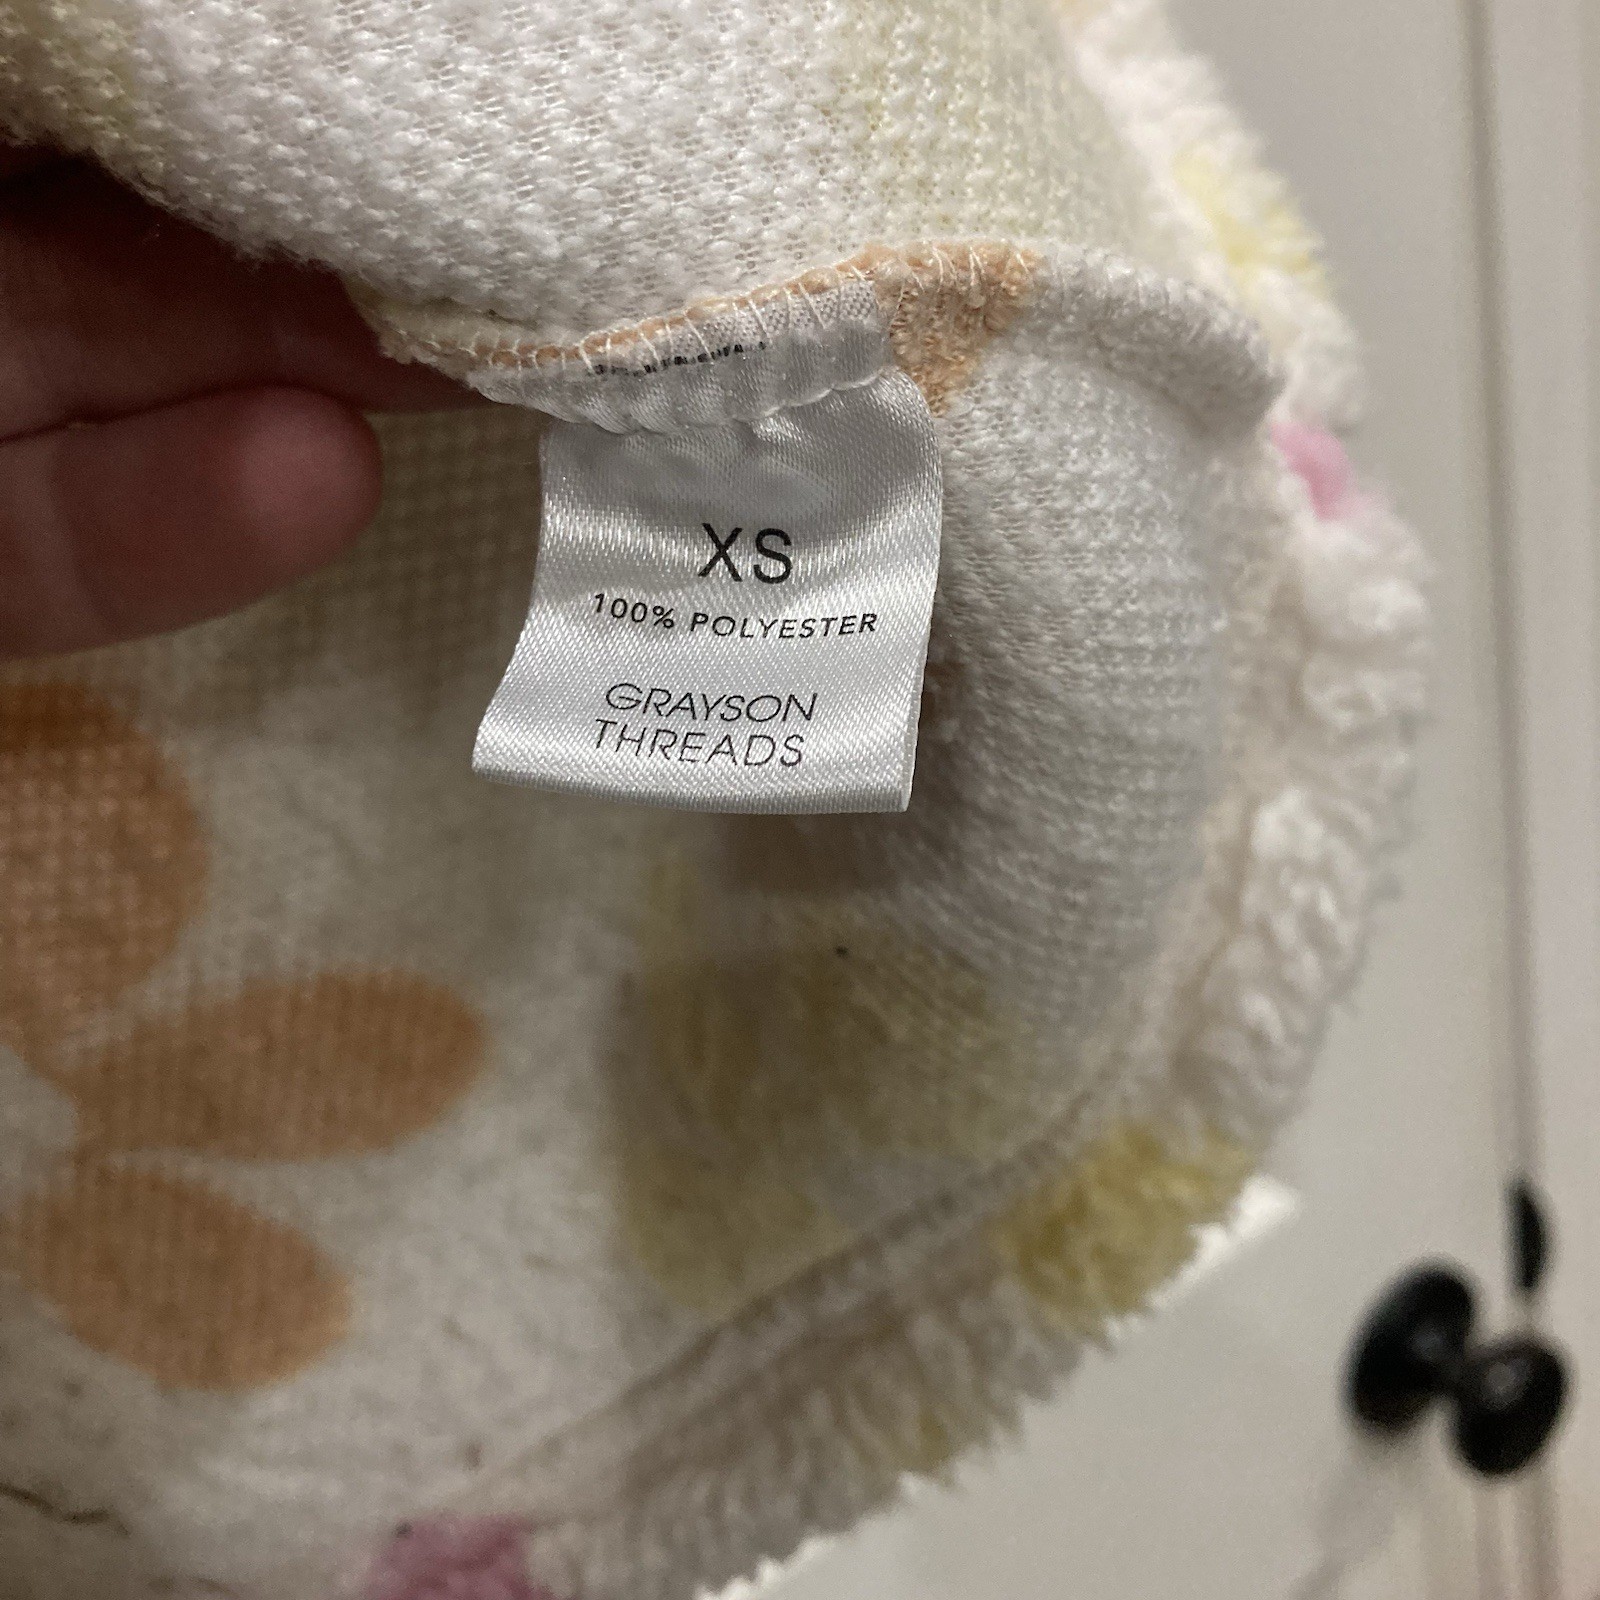 XS
100% POLYESTER
GRAYSON
THREADS